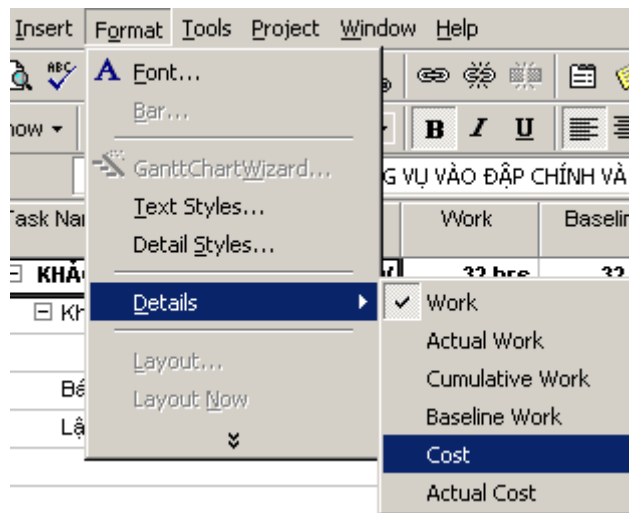 Insert Format Tools Project Window Help
ABC
A Font...
Bar...
GanttChartWizard...
Text Styles...
Detail Styles...
Details
Layout...
Layout Now
B I U
VỤ VÀO ĐẬP CHÍNH VÀ
Work
32 hrs 32
Work
Actual Work
Cumulative Work
Baseline Work
Cost
Actual Cost